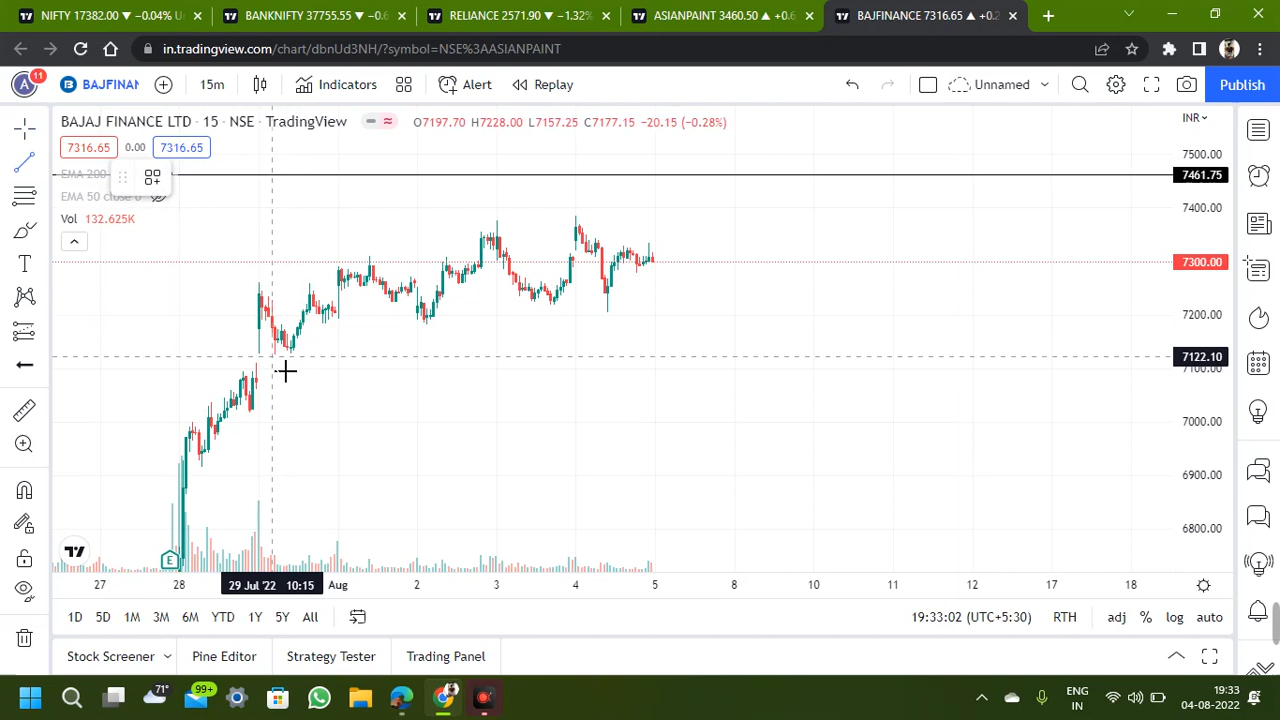 NIFTY 17382.00 ▼ −0.04% U
BANKNIFTY 37755.55 ▼ −0.6
RELIANCE 2571.90 ▼ −1.32%
ASIANPAINT 3460.50 ▲ +0.6
BAJFINANCE 7316.65 ▲ +0.2
in.tradingview.com/chart/dbnUd3NH/?symbol=NSE%3AASIANPAINT
A 11 BAJFINAN 15m Indicators Alert Replay Unnamed Publish
BAJAJ FINANCE LTD · 15 · NSE · TradingView O7197.70 H7228.00 L7157.25 C7177.15 −20.15 (−0.28%)
INR
7316.65 0.00 7316.65
EMA 200
EMA 50 close 0
Vol 132.625K
7500.00
7461.75
7400.00
7300.00
7200.00
7122.10
7100.00
7000.00
6900.00
6800.00
E
27 28 29 Jul '22 10:15 Aug 2 3 4 5 8 10 11 12 16 17 18
1D 5D 1M 3M 6M YTD 1Y 5Y All 19:33:02 (UTC+5:30) RTH adj % log auto
Stock Screener Pine Editor Strategy Tester Trading Panel
71° 99+
ENG
IN
19:33
04-08-2022